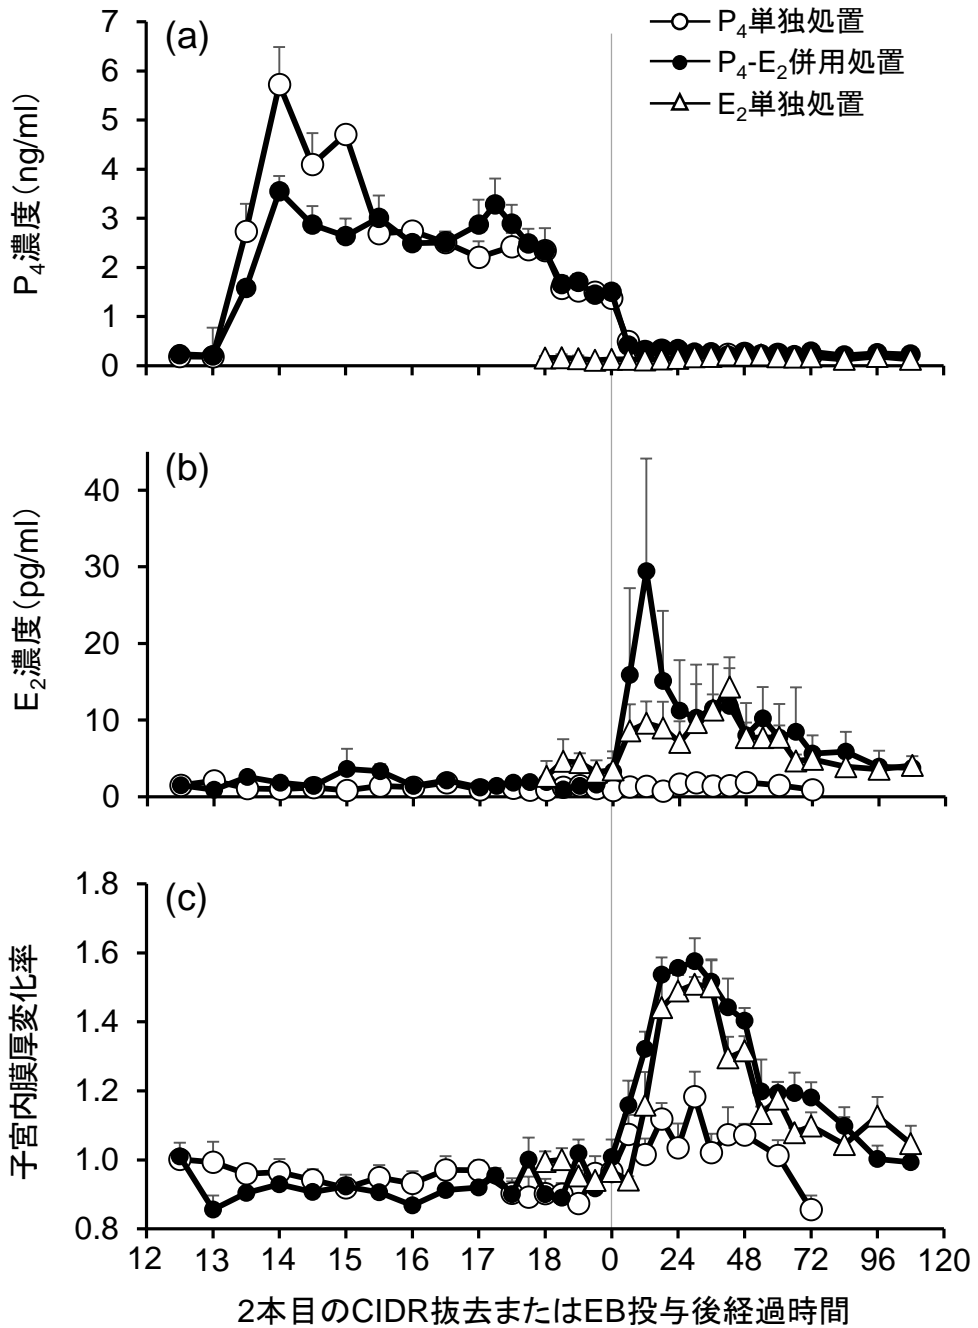 (a)
P4単独処置
P4-E2併用処置
E2単独処置
7
6
5
4
3
2
1
0
P4濃度（ng/ml）
(b)
40
30
20
10
0
E2濃度（pg/ml）
(c)
1.8
1.6
1.4
1.2
1.0
0.8
子宮内膜厚変化率
12 13 14 15 16 17 18 0 24 48 72 96 120
2本目のCIDR抜去またはEB投与後経過時間